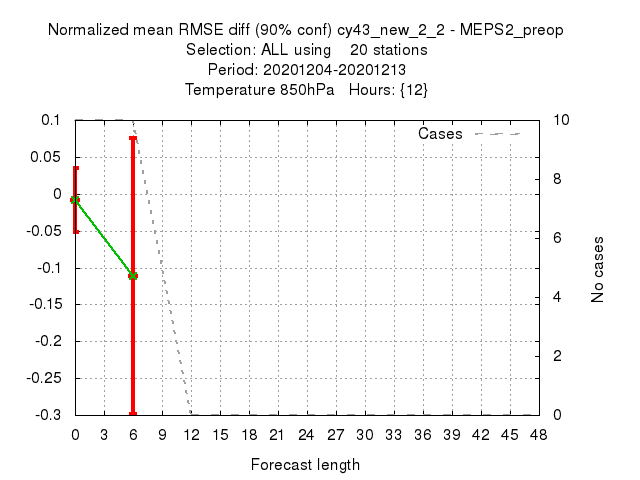 Normalized mean RMSE diff (90% conf) cy43_new_2_2 - MEPS2_preop
Selection: ALL using    20 stations
Period: 20201204-20201213
Temperature 850hPa   Hours: {12}
Cases
0.1
0.05
0
-0.05
-0.1
-0.15
-0.2
-0.25
-0.3
10
8
6
4
2
0
No cases
0 3 6 9 12 15 18 21 24 27 30 33 36 39 42 45 48
Forecast length